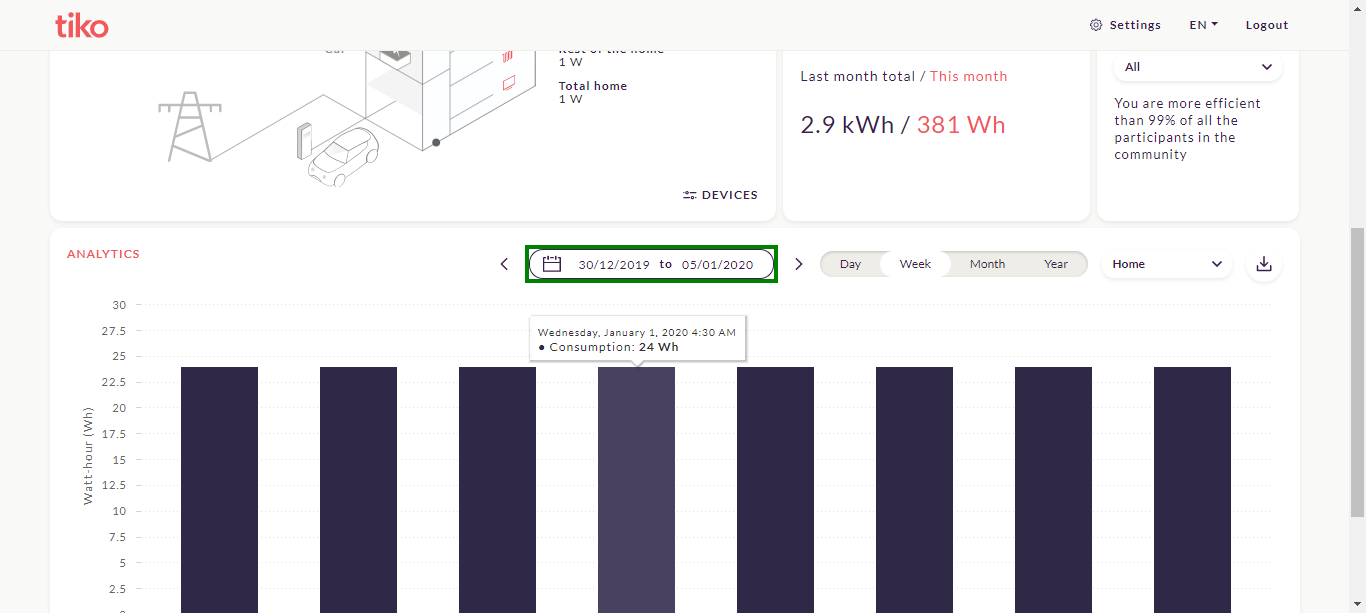 tiko
Settings
EN
Logout
Rest of the home
1 W
Total home
1 W
DEVICES
Last month total / This month
2.9 kWh / 381 Wh
All
You are more efficient
than 99% of all the
participants in the
community
ANALYTICS
30/12/2019 to 05/01/2020
Day
Week
Month
Year
Home
Wednesday, January 1, 2020 4:30 AM
Consumption: 24 Wh
Watt-hour (Wh)
30
27.5
25
22.5
20
17.5
15
12.5
10
7.5
5
2.5